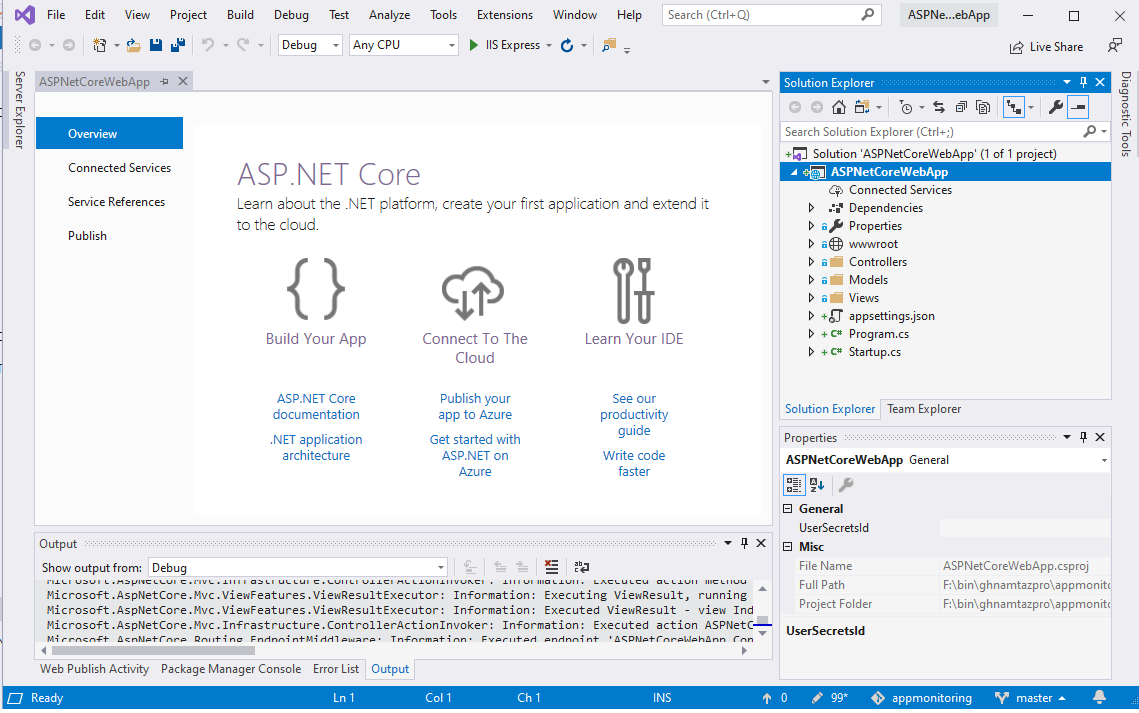 File Edit View Project Build Debug Test Analyze Tools Extensions Window Help Search (Ctrl+Q) ASPNe...ebApp
Debug Any CPU IIS Express Live Share
Server Explorer
ASPNetCoreWebApp
Overview
Connected Services
Service References
Publish
ASP.NET Core
Learn about the .NET platform, create your first application and extend it
to the cloud.
Build Your App
Connect To The
Cloud
Learn Your IDE
ASP.NET Core
documentation
.NET application
architecture
Publish your
app to Azure
Get started with
ASP.NET on
Azure
See our
productivity
guide
Write code
faster
Output
Show output from: Debug
Microsoft.AspNetCore.Mvc.Infrastructure.ControllerActionInvoker: Information: Executed action method
Microsoft.AspNetCore.Mvc.ViewFeatures.ViewResultExecutor: Information: Executing ViewResult, running
Microsoft.AspNetCore.Mvc.ViewFeatures.ViewResultExecutor: Information: Executed ViewResult - view Ind
Microsoft.AspNetCore.Mvc.Infrastructure.ControllerActionInvoker: Information: Executed action ASPNetC
Microsoft.AspNetCore.Routing.EndpointMiddleware: Information: Executed endpoint 'ASPNetCoreWebApp.Con
Web Publish Activity Package Manager Console Error List Output
Solution Explorer
Search Solution Explorer (Ctrl+;)
Solution 'ASPNetCoreWebApp' (1 of 1 project)
ASPNetCoreWebApp
Connected Services
Dependencies
Properties
wwwroot
Controllers
Models
Views
appsettings.json
C# Program.cs
C# Startup.cs
Solution Explorer Team Explorer
Properties
ASPNetCoreWebApp General
General
UserSecretsId
Misc
File Name ASPNetCoreWebApp.csproj
Full Path F:\bin\ghnamtazpro\appmonito
Project Folder F:\bin\ghnamtazpro\appmonito
UserSecretsId
Diagnostic Tools
Ready Ln 1 Col 1 Ch 1 INS 0 99* appmonitoring master